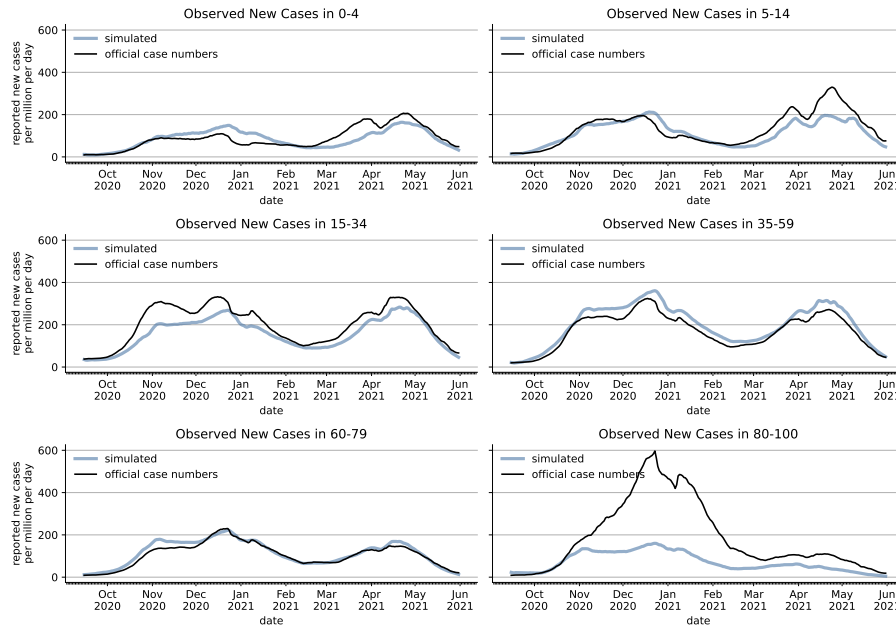 Observed New Cases in 0-4
reported new cases
per million per day
600
400
200
0
simulated
official case numbers
Oct 2020 Nov 2020 Dec 2020 Jan 2021 Feb 2021 Mar 2021 Apr 2021 May 2021 Jun 2021
date
Observed New Cases in 5-14
simulated
official case numbers
Oct 2020 Nov 2020 Dec 2020 Jan 2021 Feb 2021 Mar 2021 Apr 2021 May 2021 Jun 2021
date
Observed New Cases in 15-34
reported new cases
per million per day
600
400
200
0
simulated
official case numbers
Oct 2020 Nov 2020 Dec 2020 Jan 2021 Feb 2021 Mar 2021 Apr 2021 May 2021 Jun 2021
date
Observed New Cases in 35-59
simulated
official case numbers
Oct 2020 Nov 2020 Dec 2020 Jan 2021 Feb 2021 Mar 2021 Apr 2021 May 2021 Jun 2021
date
Observed New Cases in 60-79
reported new cases
per million per day
600
400
200
0
simulated
official case numbers
Oct 2020 Nov 2020 Dec 2020 Jan 2021 Feb 2021 Mar 2021 Apr 2021 May 2021 Jun 2021
date
Observed New Cases in 80-100
simulated
official case numbers
Oct 2020 Nov 2020 Dec 2020 Jan 2021 Feb 2021 Mar 2021 Apr 2021 May 2021 Jun 2021
date